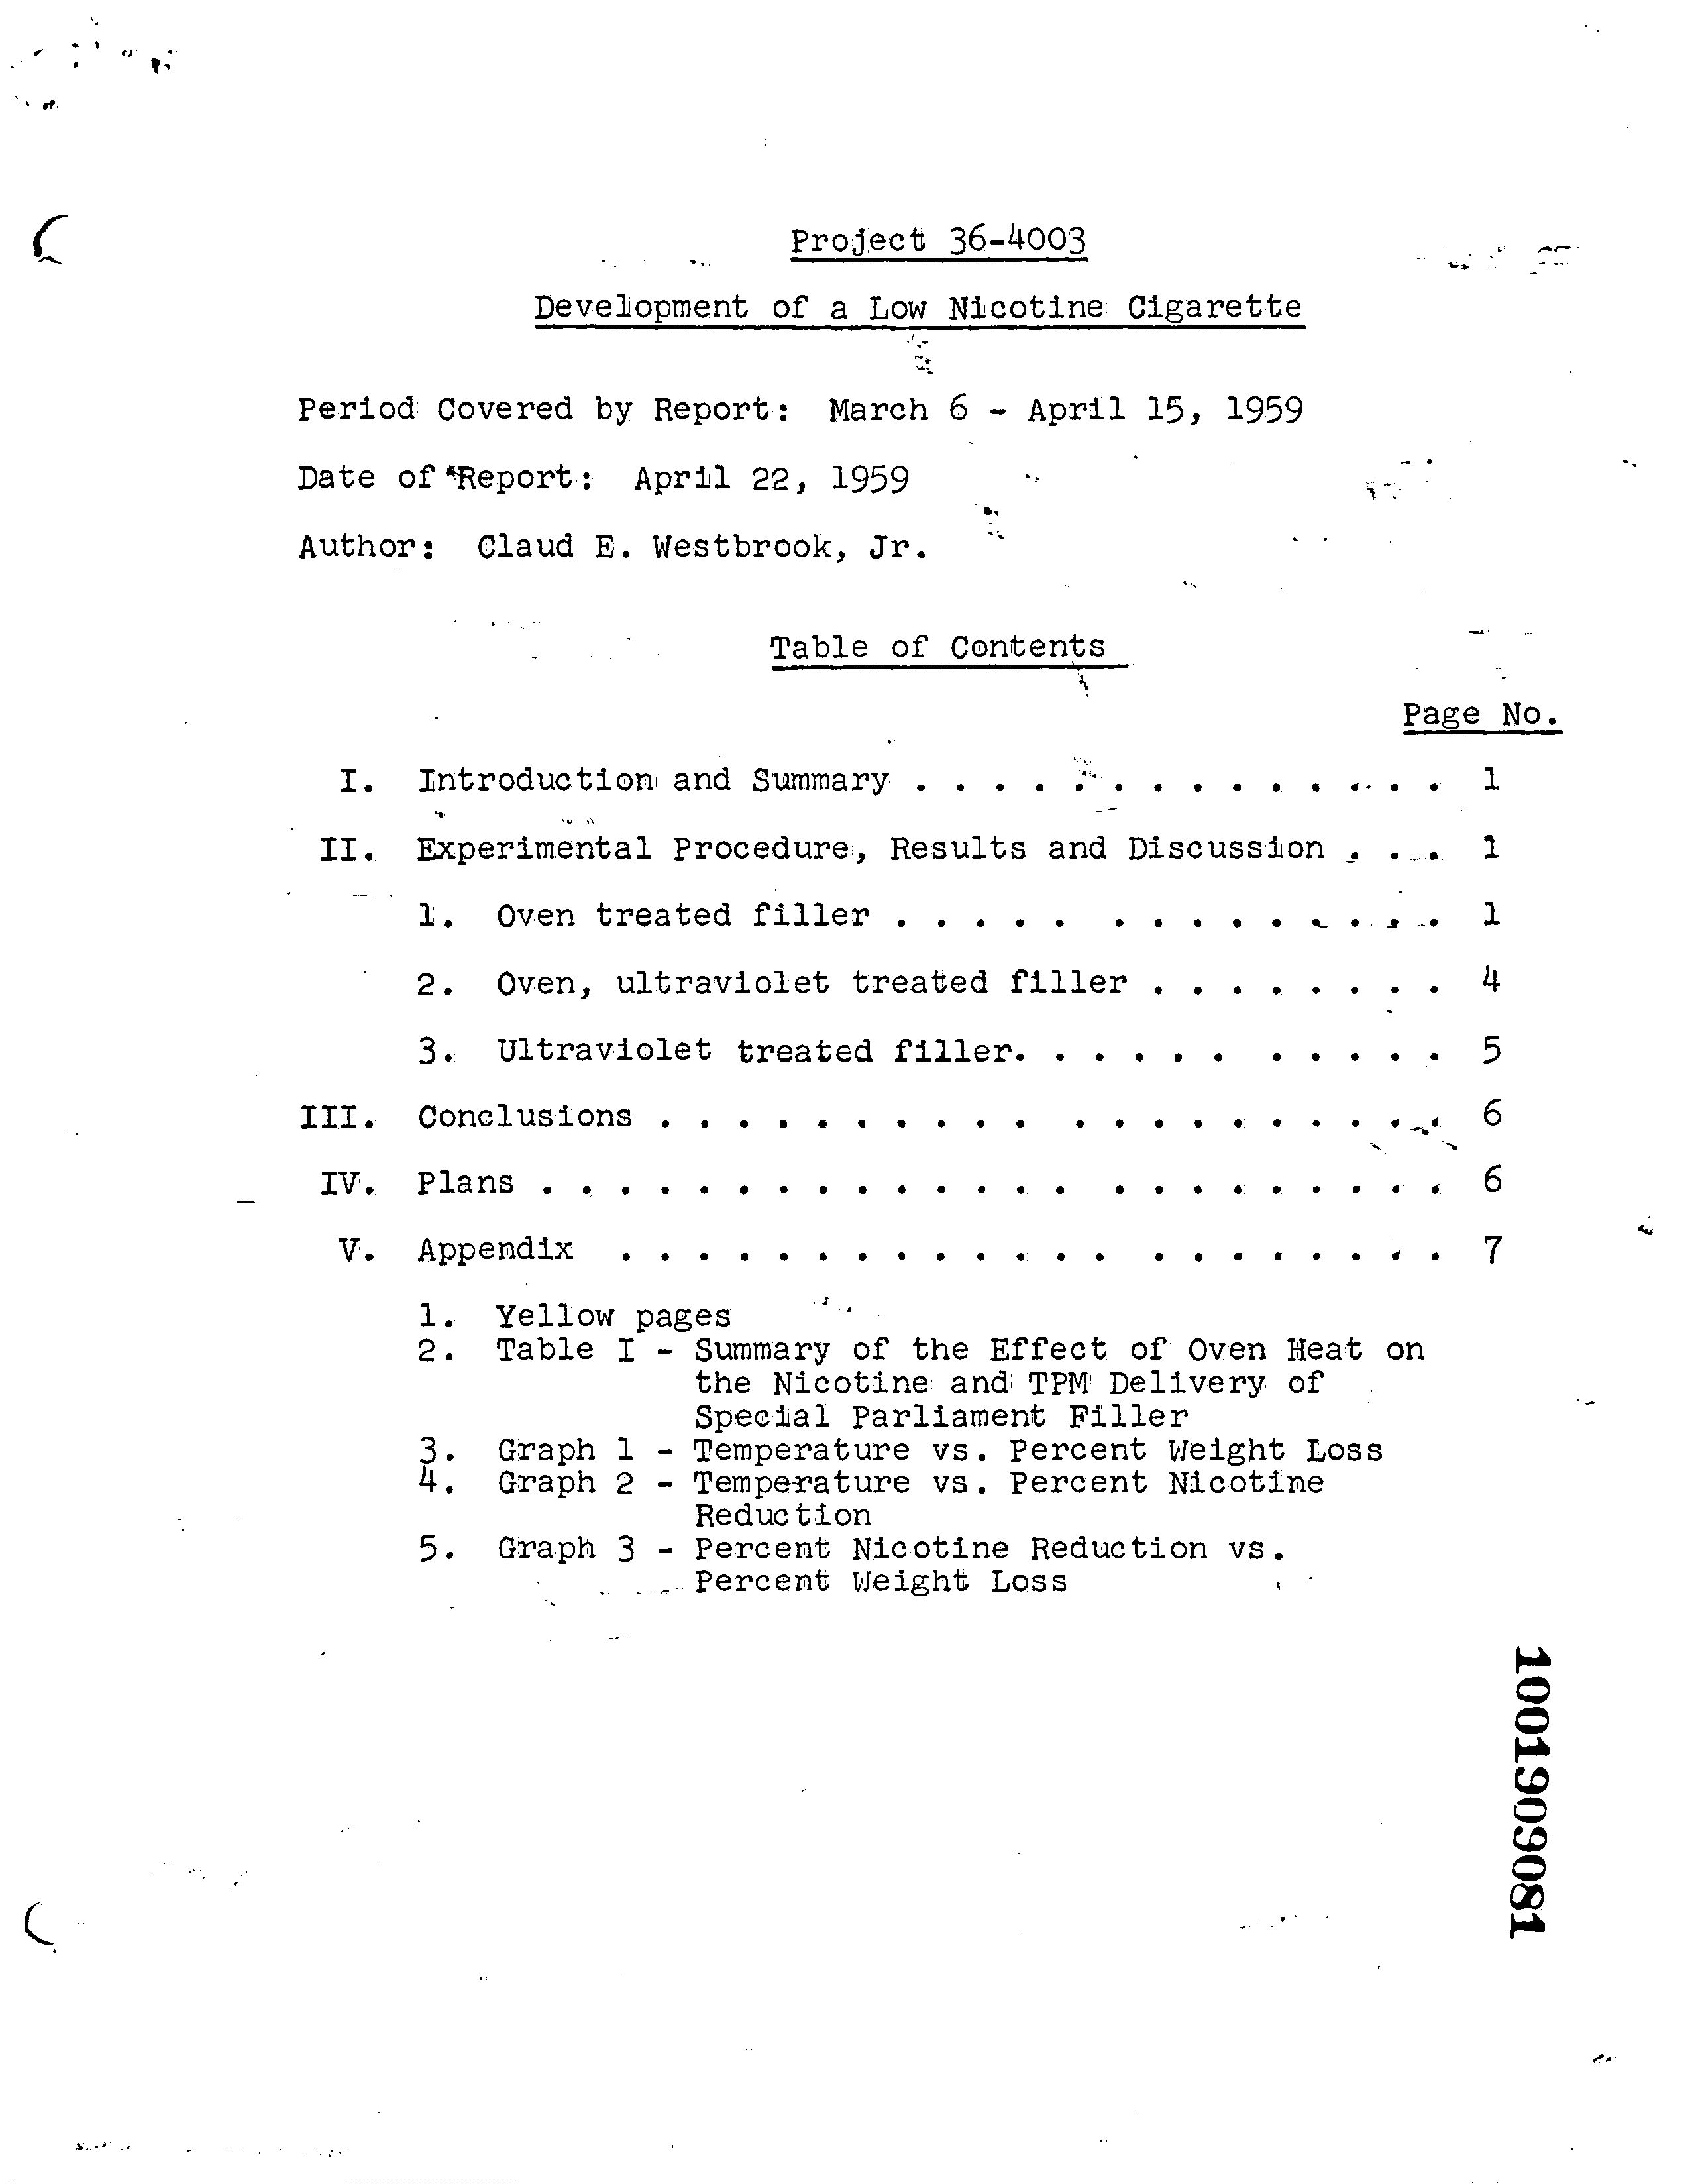 Project 36-4003
Development of a Low Nicotine Cigarette
Period Covered by Report: March 6 - April 15, 1959
Date of Report: April 22, 1959
Author: Claud E. Westbrook, Jr.
Table of Contents
Page No.
I. Introduction and Summary . . . . . . . . . . . . . . 1
II. Experimental Procedure, Results and Discussion . . . 1
1. Oven treated filler . . . . . . . . . . . . . . 1
2. Oven, ultraviolet treated filler . . . . . . . . 4
3. Ultraviolet treated filler. . . . . . . . . . . 5
III. Conclusions . . . . . . . . . . . . . . . . . . . . 6
IV. Plans . . . . . . . . . . . . . . . . . . . . . . . 6
V. Appendix . . . . . . . . . . . . . . . . . . . . . 7
1. Yellow pages
2. Table I - Summary of the Effect of Oven Heat on
the Nicotine and TPM Delivery of
Special Parliament Filler
3. Graph 1 - Temperature vs. Percent Weight Loss
4. Graph 2 - Temperature vs. Percent Nicotine
Reduction
5. Graph 3 - Percent Nicotine Reduction vs.
Percent Weight Loss
1001909081